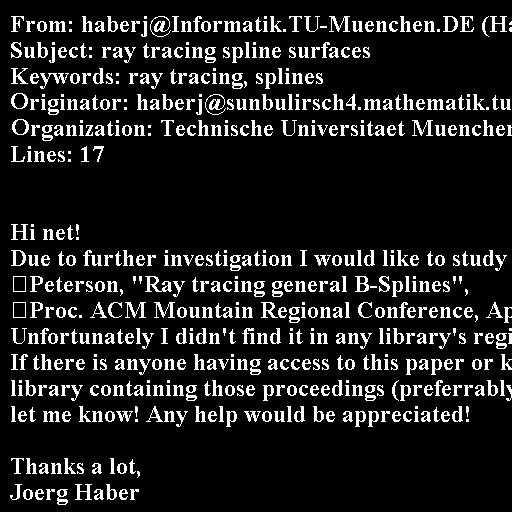 From: haberj@Informatik.TU-Muenchen.DE (Ha
Subject: ray tracing spline surfaces
Keywords: ray tracing, splines
Originator: haberj@sunbulirsch4.mathematik.tu
Organization: Technische Universitaet Muenchen
Lines: 17
Hi net!
Due to further investigation I would like to study
Peterson, "Ray tracing general B-Splines",
Proc. ACM Mountain Regional Conference, Ap
Unfortunately I didn't find it in any library's regi
If there is anyone having access to this paper or k
library containing those proceedings (preferrably
let me know! Any help would be appreciated!
Thanks a lot,
Joerg Haber